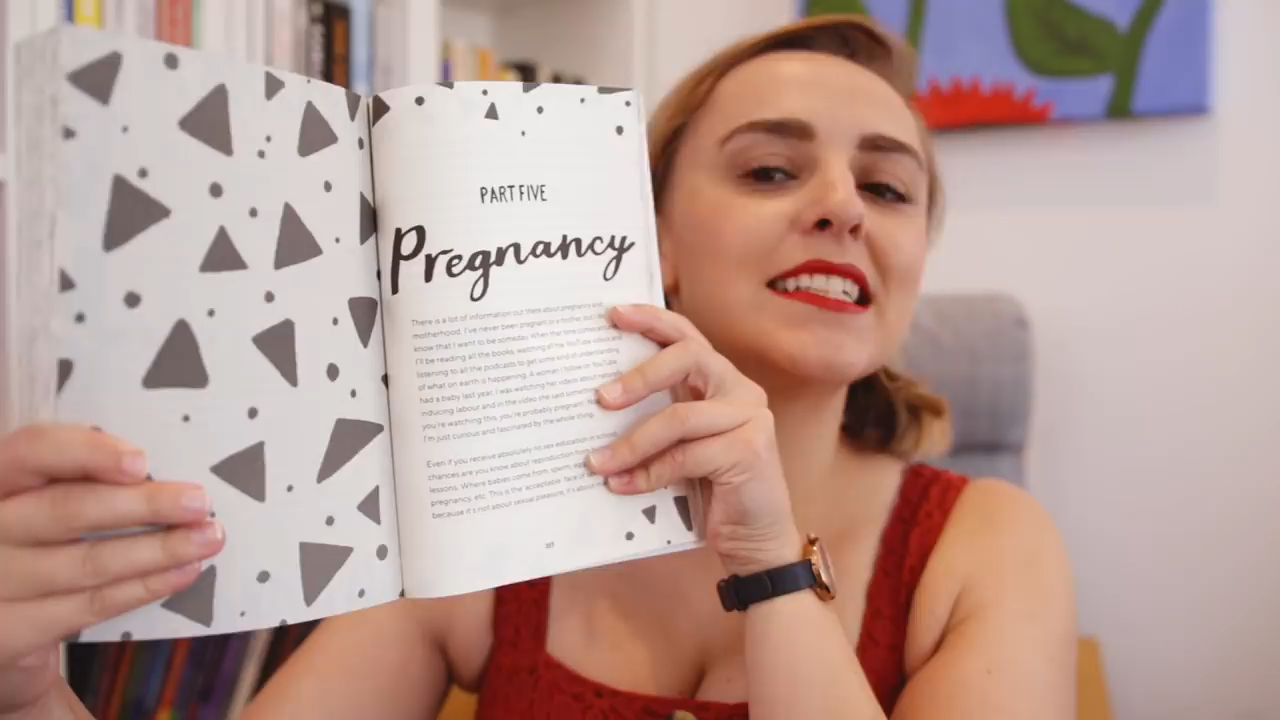 PART FIVE
Pregnancy
There is a lot of information out there about pregnancy and
motherhood. I've never been pregnant or a mother, but I
know that I want to be someday. When that time comes
I'll be reading all the books, watching all the YouTube videos and
listening to all the podcasts to get some kind of understanding
of what on earth is happening. A woman I follow on YouTube
had a baby last year. I was watching her videos about
inducing labour and in the video she said
you're watching this, you're probably pregnant
I'm just curious and fascinated by the whole thing.
Even if you receive absolutely no sex education in school,
chances are you know about reproduction
lessons. Where babies come from, sperm,
pregnancy, etc. This is the 'acceptable' face of
because it's not about sexual pleasure, it's about